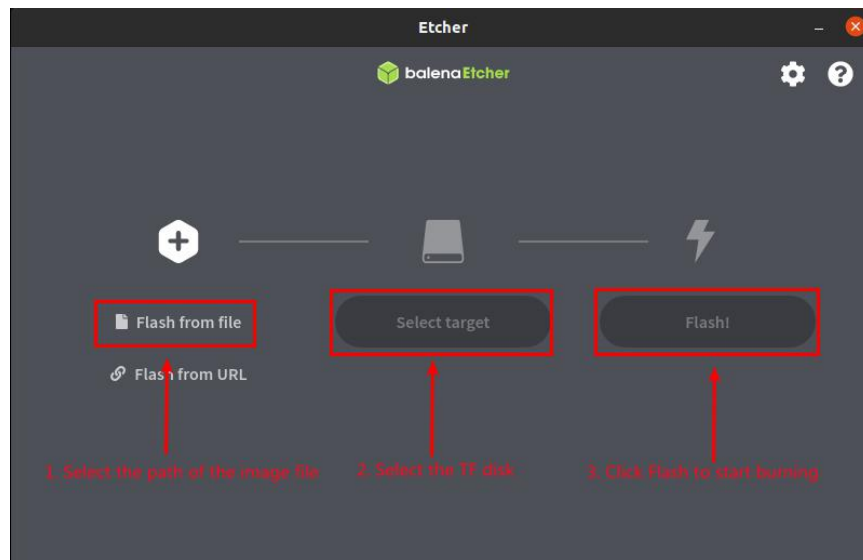 Etcher
balenaEtcher
Flash from file
Select target
Flash!
Flash from URL
1. Select the path of the image file
2. Select the TF disk
3. Click Flash to start burning